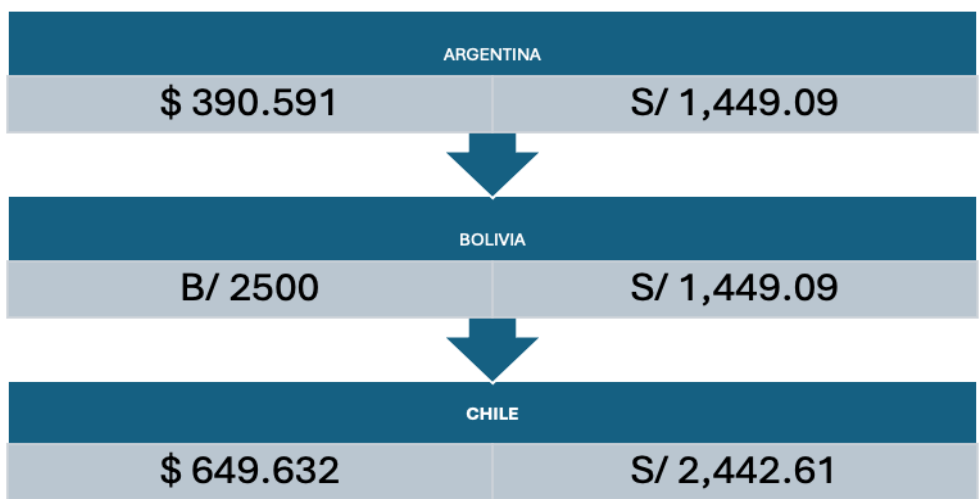 ARGENTINA
$ 390.591 S/ 1,449.09
BOLIVIA
B/ 2500 S/ 1,449.09
CHILE
$ 649.632 S/ 2,442.61